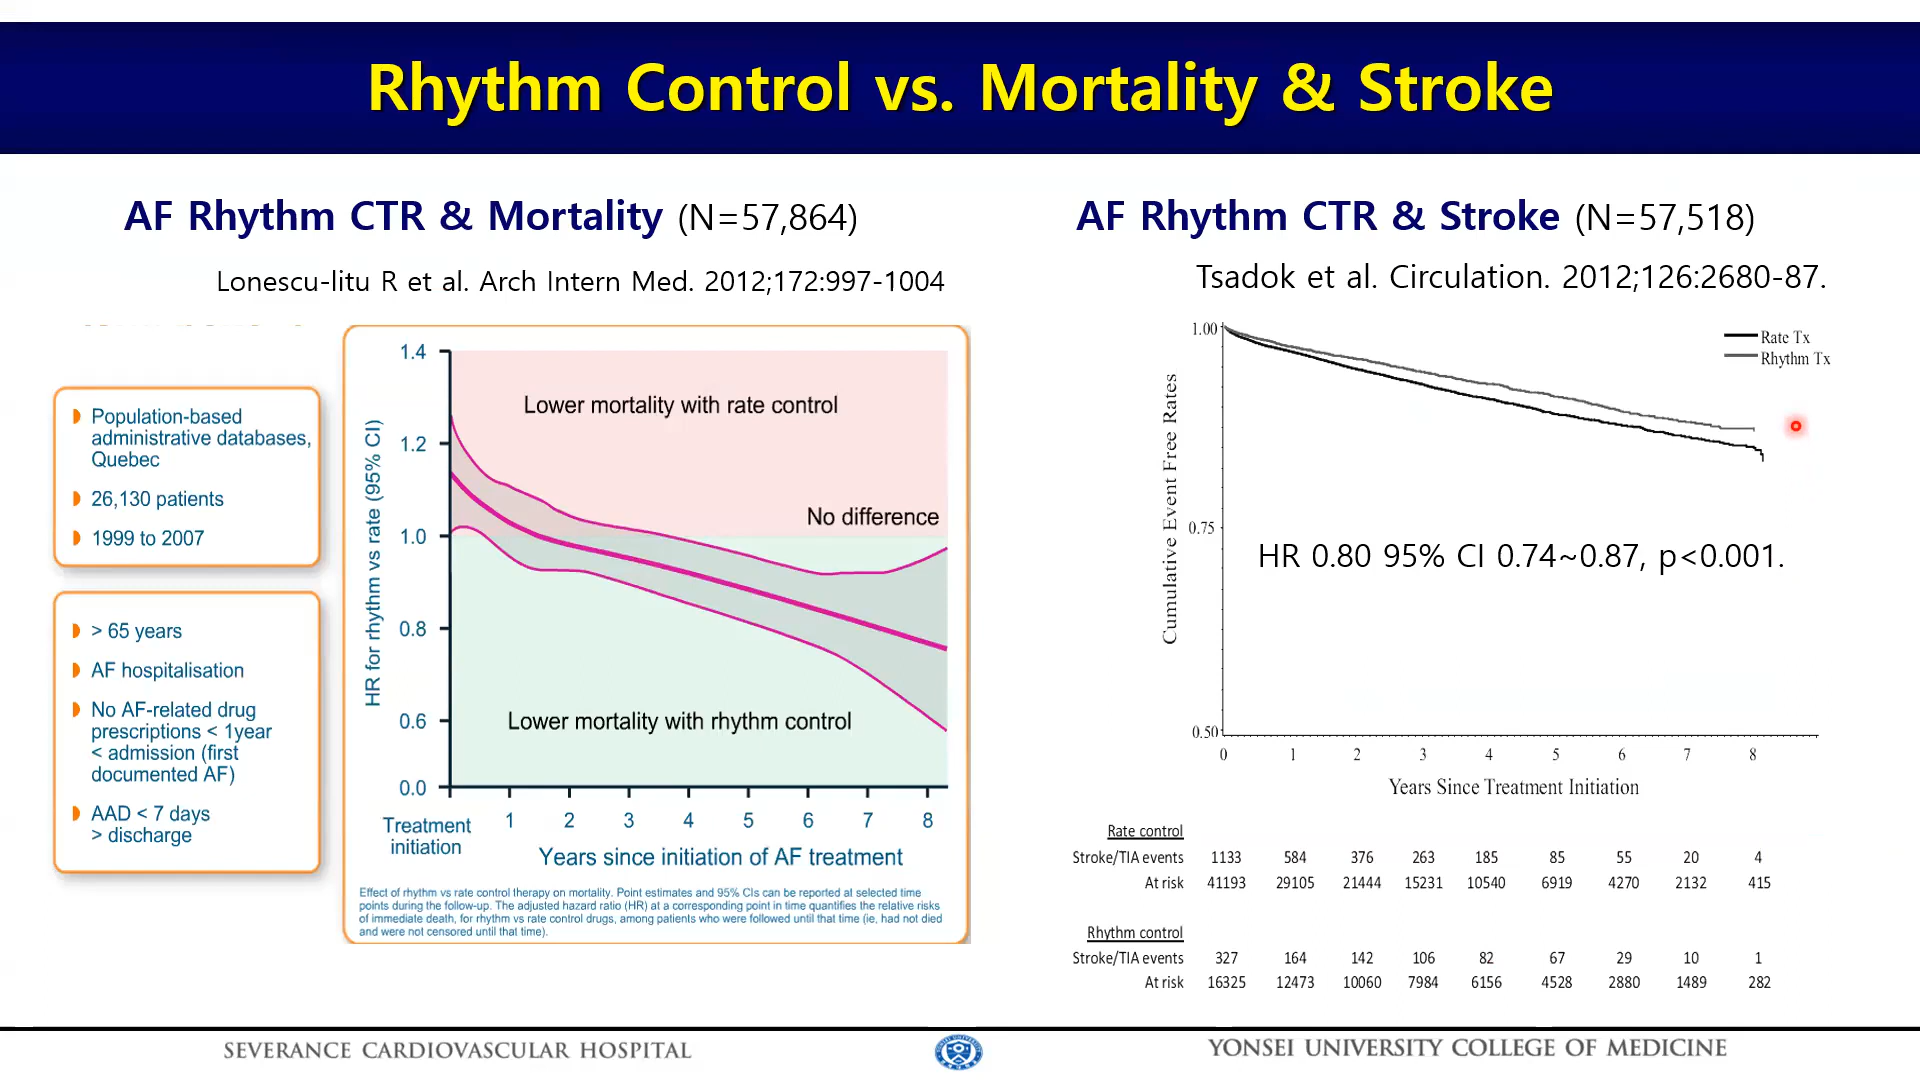 Rhythm Control vs. Mortality & Stroke
AF Rhythm CTR & Mortality (N=57,864)
Lonescu-litu R et al. Arch Intern Med. 2012;172:997-1004
Population-based
administrative databases,
Quebec
26,130 patients
1999 to 2007
> 65 years
AF hospitalisation
No AF-related drug
prescriptions < 1year
< admission (first
documented AF)
AAD < 7 days
> discharge
HR for rhythm vs rate (95% CI)
1.4
1.2
1.0
0.8
0.6
0.0
Lower mortality with rate control
No difference
Lower mortality with rhythm control
Treatment
initiation
1 2 3 4 5 6 7 8
Years since initiation of AF treatment
Effect of rhythm vs rate control therapy on mortality. Point estimates and 95% CIs can be reported at selected time
points during the follow-up. The adjusted hazard ratio (HR) at a corresponding point in time quantifies the relative risks
of immediate death, for rhythm vs rate control drugs, among patients who were followed until that time (ie, had not died
and were not censored until that time).
AF Rhythm CTR & Stroke (N=57,518)
Tsadok et al. Circulation. 2012;126:2680-87.
Cumulative Event Free Rates
1.00
0.75
0.50
Rate Tx
Rhythm Tx
HR 0.80 95% CI 0.74~0.87, p<0.001.
0 1 2 3 4 5 6 7 8
Years Since Treatment Initiation
Rate control
Stroke/TIA events 1133 584 376 263 185 85 55 20 4
At risk 41193 29105 21444 15231 10540 6919 4270 2132 415
Rhythm control
Stroke/TIA events 327 164 142 106 82 67 29 10 1
At risk 16325 12473 10060 7984 6156 4528 2880 1489 282
SEVERANCE CARDIOVASCULAR HOSPITAL
YONSEI UNIVERSITY COLLEGE OF MEDICINE